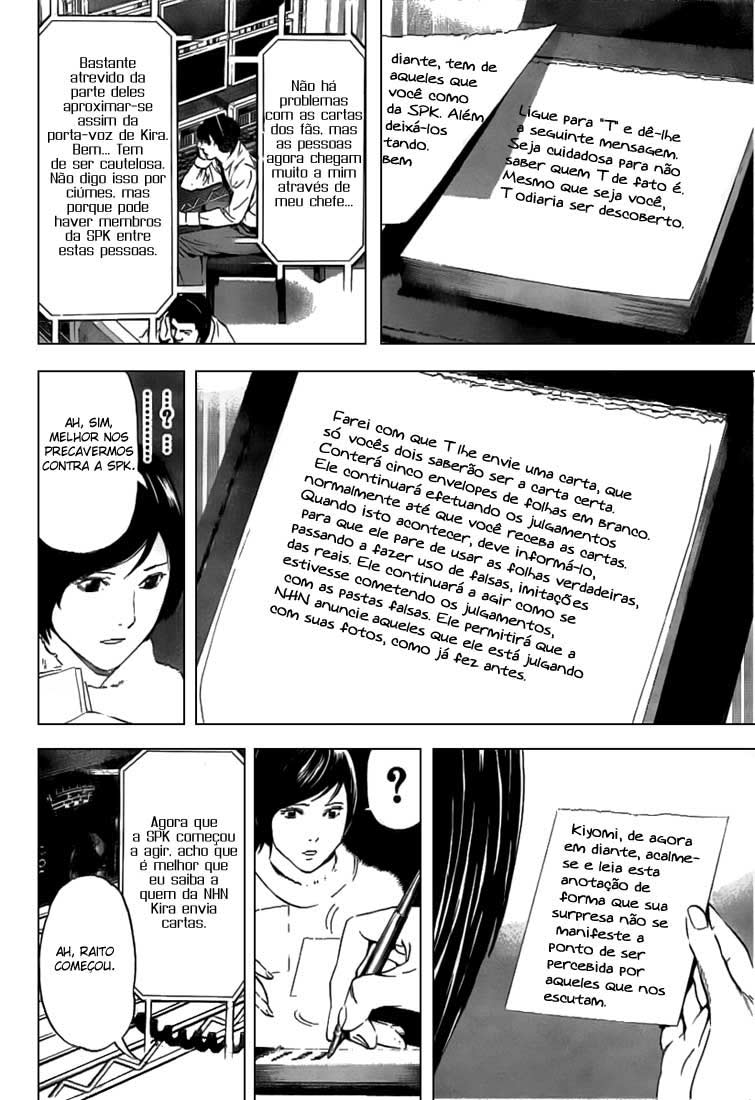 diante, tem de
aqueles que
você como
da SPK. Além
deixá-los
tando.
Bem
Ligue para "T" e dê-lhe
a seguinte mensagem.
Seja cuidadosa para não
saber quem T de fato é.
Mesmo que seja você,
T odiaria ser descoberto.
Não há
problemas
com as cartas
dos fãs, mas
as pessoas
agora chegam
muito a mim
através de
meu chefe...
Bastante
atrevido da
parte deles
aproximar-se
assim da
porta-voz de Kira.
Bem... Tem
de ser cautelosa.
Não digo isso por
ciúmes, mas
porque pode
haver membros
da SPK entre
estas pessoas.
Farei com que T lhe envie uma carta, que
só vocês dois saberão ser a carta certa.
Conterá cinco envelopes de folhas em branco.
Ele continuará efetuando os julgamentos
normalmente até que você receba as cartas.
Quando isto acontecer, deve informá-lo,
para que ele pare de usar as folhas verdadeiras,
passando a fazer uso de falsas, imitações
das reais. Ele continuará a agir como se
estivesse cometendo os julgamentos,
com as pastas falsas. Ele permitirá que a
NHN anuncie aqueles que ele está julgando
com suas fotos, como já fez antes.
......?......
AH, SIM,
MELHOR NOS
PRECAVERMOS
CONTRA A SPK.
Kiyomi, de agora
em diante, acalme-
se e leia esta
anotação de
forma que sua
surpresa não se
manifeste a
ponto de ser
percebida por
aqueles que nos
escutam.
?
Agora que
a SPK começou
a agir, acho que
é melhor que
eu saiba a
quem da NHN
Kira envia
cartas.
AH, RAITO
COMEÇOU.